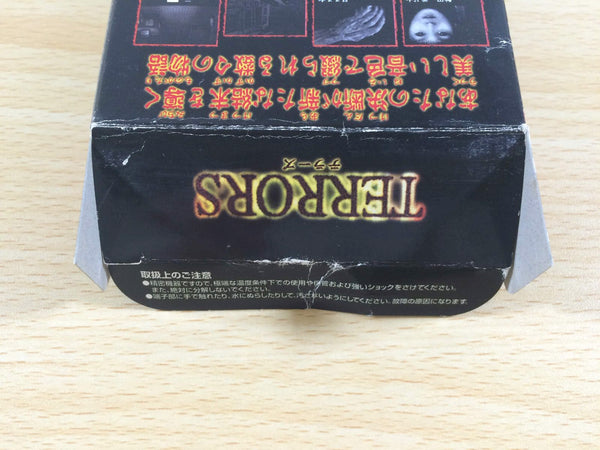 あなたの決断が新たな結末を導く
美しい音色で綴られる数々の物語
TERRORS
テラーズ
取扱上のご注意
●精密機器ですので、極端な温度条件下での使用や保管および強いショックをさけてください。
また、絶対に分解しないでください。
●端子部に手で触れたり、水にぬらしたりして、汚さないようにしてください。故障の原因になります。